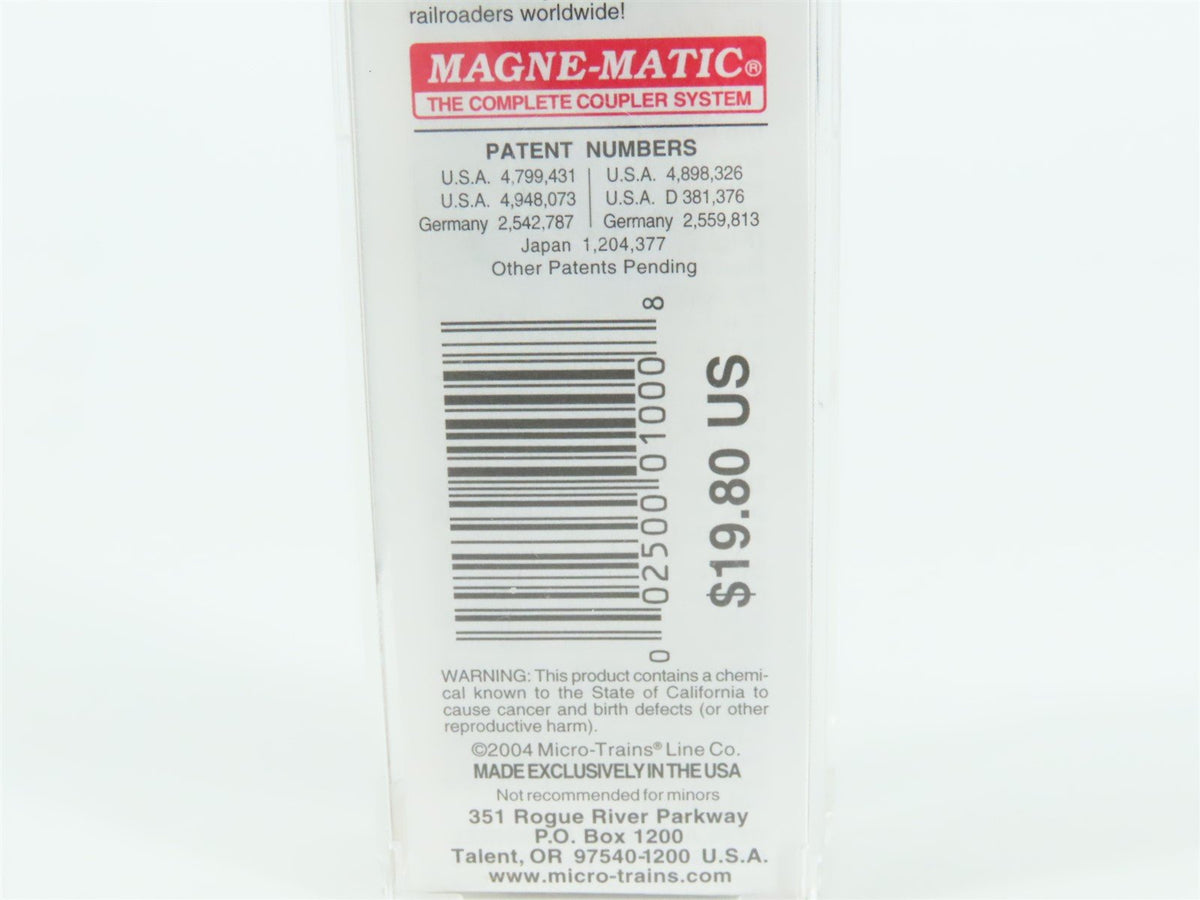 railroaders worldwide!
MAGNE-MATIC®
THE COMPLETE COUPLER SYSTEM
PATENT NUMBERS
U.S.A. 4,799,431 | U.S.A. 4,898,326
U.S.A. 4,948,073 | U.S.A. D 381,376
Germany 2,542,787 | Germany 2,559,813
Japan 1,204,377
Other Patents Pending
0 02500 01000 8
$19.80 US
WARNING: This product contains a chemi-
cal known to the State of California to
cause cancer and birth defects (or other
reproductive harm).
©2004 Micro-Trains® Line Co.
MADE EXCLUSIVELY IN THE USA
Not recommended for minors
351 Rogue River Parkway
P.O. Box 1200
Talent, OR 97540-1200 U.S.A.
www.micro-trains.com